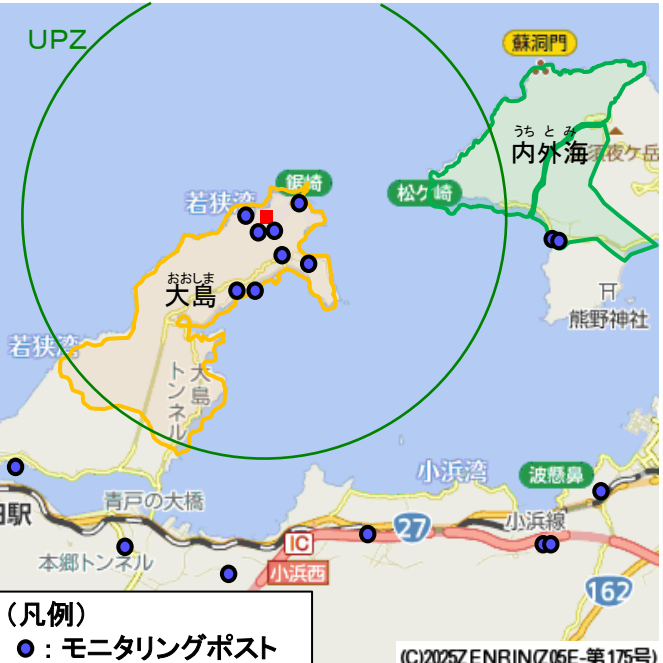 UPZ
蘇洞門
うちとみ
内外海
須夜ケ岳
鋸崎
松ケ崎
若狭湾
おおしま
大島
熊野神社
若狭湾
大島
トンネル
小浜湾
波懸鼻
青戸の大橋
田駅
27
小浜線
IC
本郷トンネル
小浜西
162
(凡例)
：モニタリングポスト
(C)2025ZENRIN(Z05E-第175号)